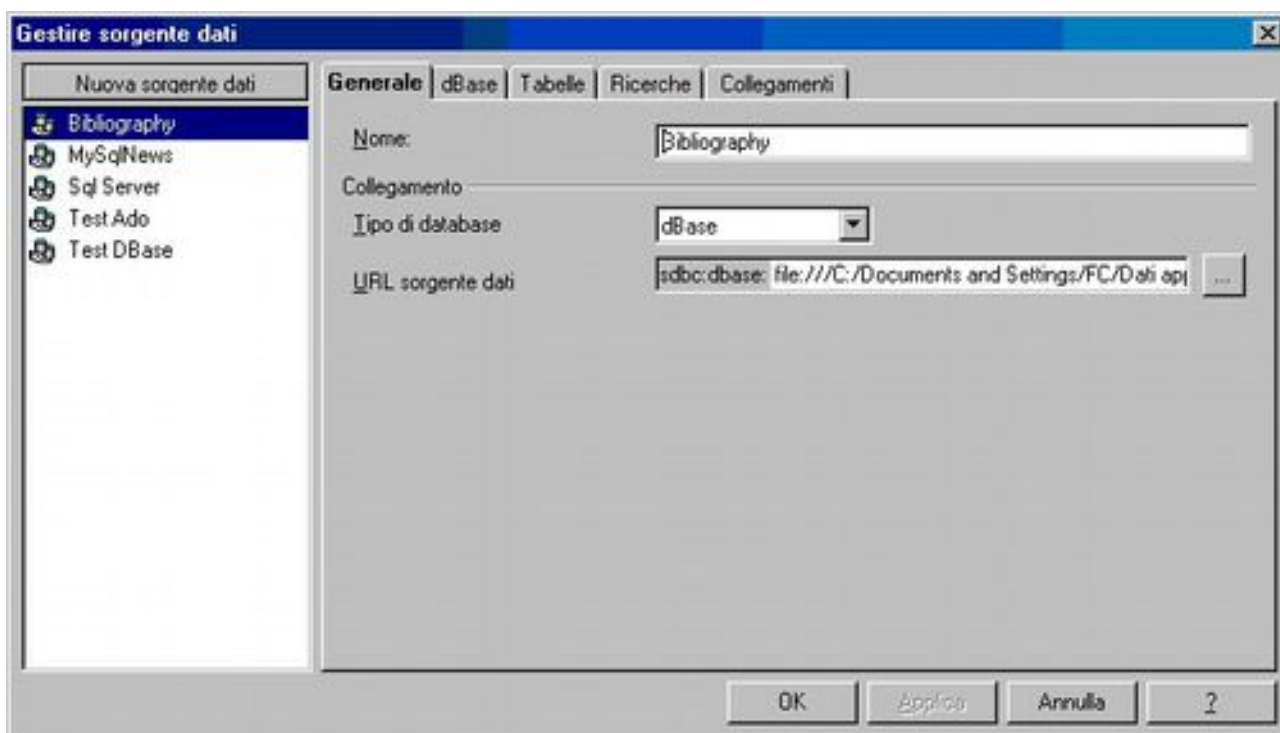 Gestire sorgente dati
Nuova sorgente dati
Bibliography
MySqlNews
Sql Server
Test Ado
Test DBase
Generale dBase Tabelle Ricerche Collegamenti
Nome: Bibliography
Collegamento
Tipo di database dBase
URL sorgente dati sdbc:dbase: file:///C:/Documents and Settings/FC/Dati app
...
OK Applica Annulla ?